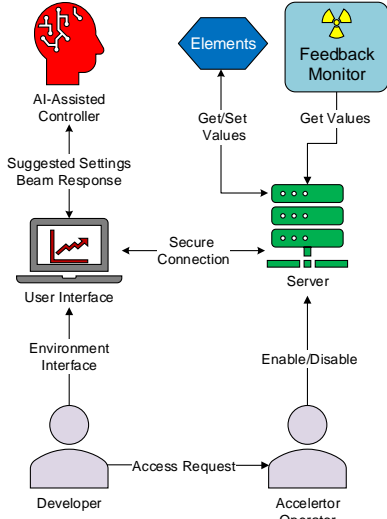 Elements
Feedback
Monitor
AI-Assisted
Controller
Get/Set
Values
Get Values
Suggested Settings
Beam Response
Secure
Connection
User Interface
Server
Environment
Interface
Enable/Disable
Access Request
Developer
Accelertor
Operator